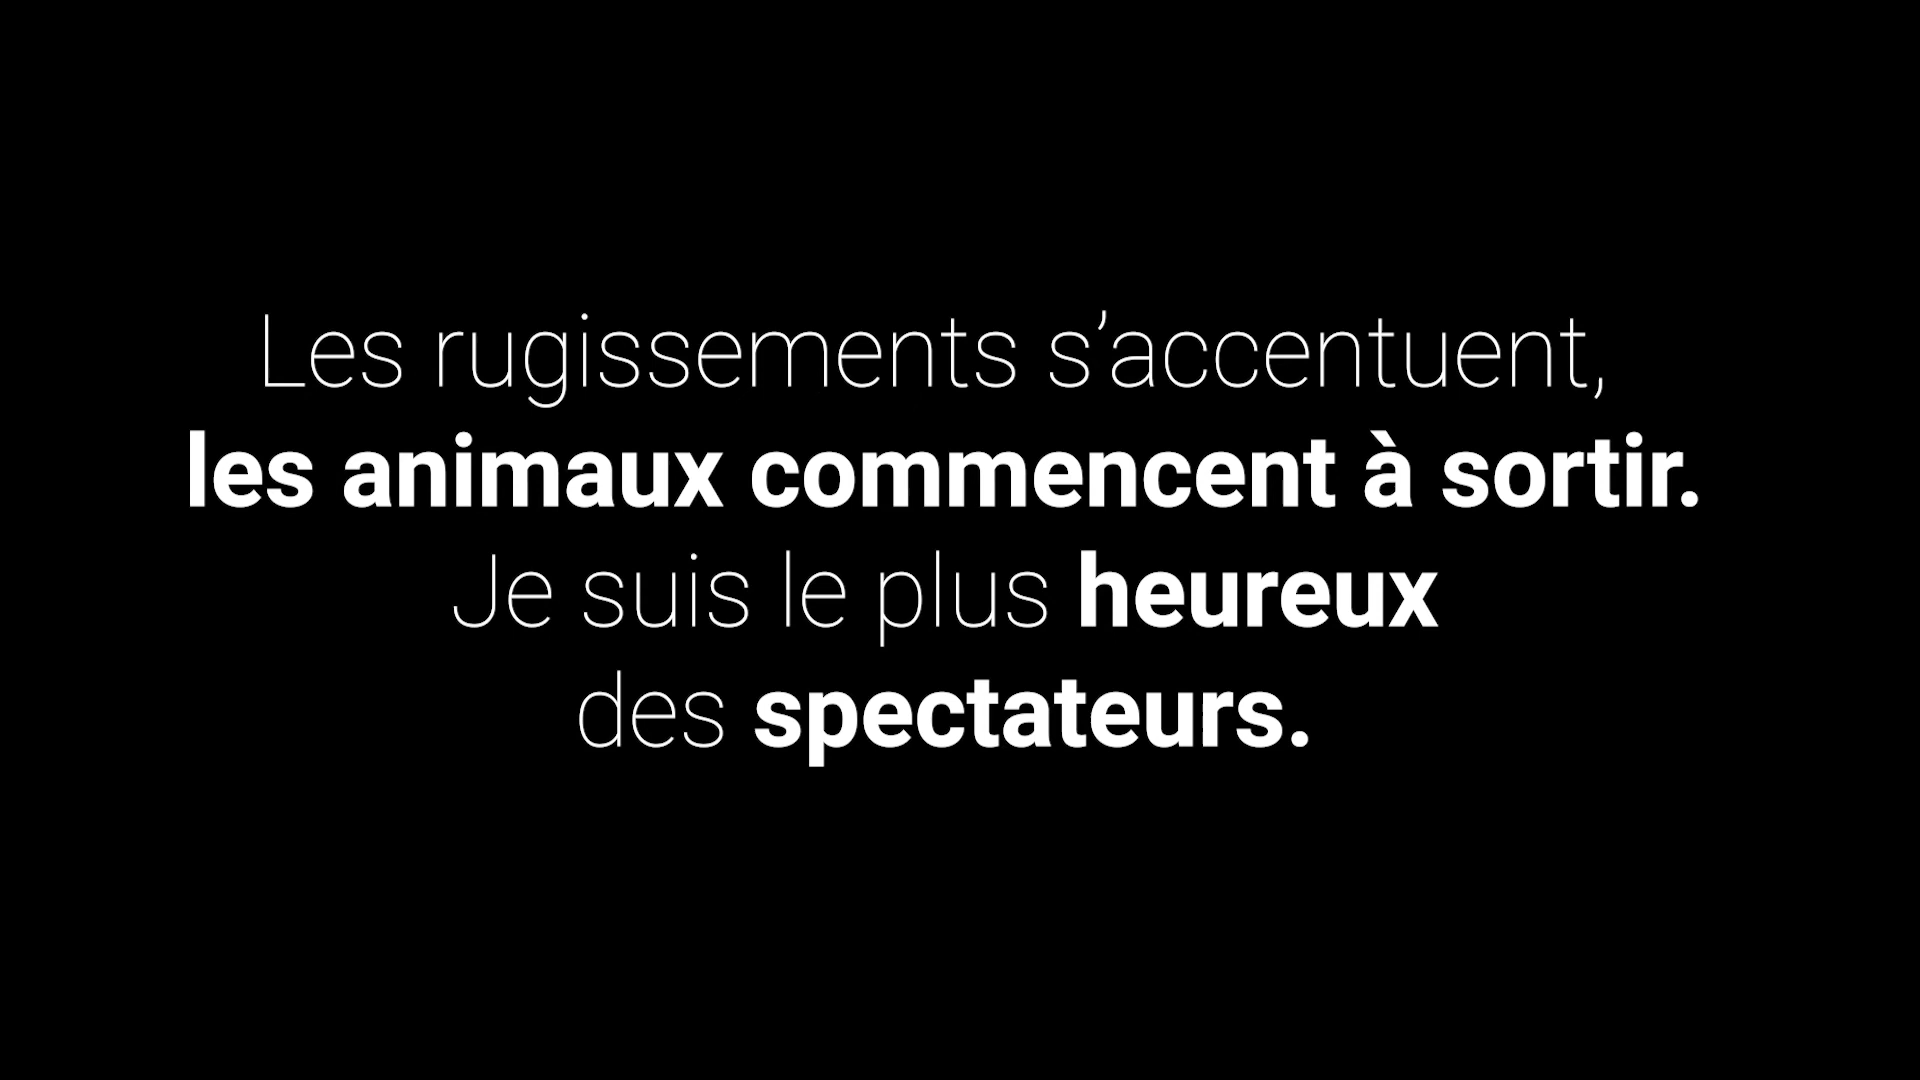 Les rugissements s’accentuent,
les animaux commencent à sortir.
Je suis le plus heureux
des spectateurs.